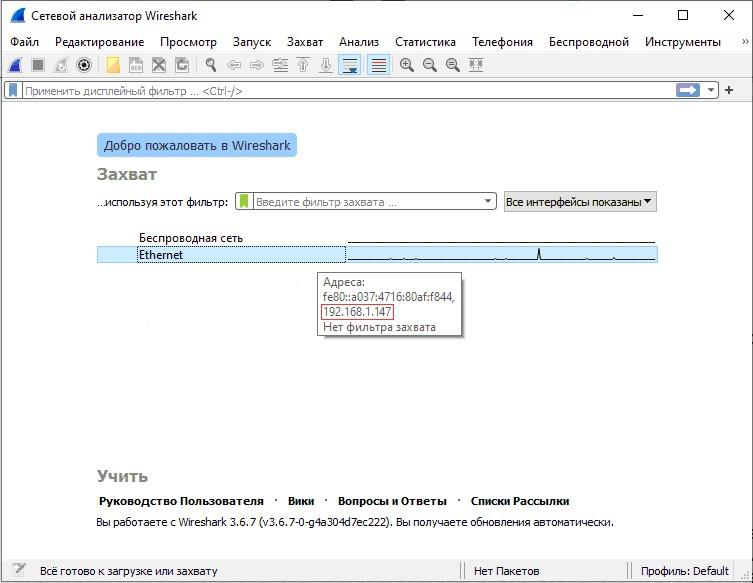 Сетевой анализатор Wireshark
Файл Редактирование Просмотр Запуск Захват Анализ Статистика Телефония Беспроводной Инструменты »
Применить дисплейный фильтр ... <Ctrl-/>
Добро пожаловать в Wireshark
Захват
...используя этот фильтр: Введите фильтр захвата ... Все интерфейсы показаны
Беспроводная сеть
Ethernet
Адреса:
fe80::a037:4716:80af:f844,
192.168.1.147
Нет фильтра захвата
Учить
Руководство Пользователя · Вики · Вопросы и Ответы · Списки Рассылки
Вы работаете с Wireshark 3.6.7 (v3.6.7-0-g4a304d7ec222). Вы получаете обновления автоматически.
Всё готово к загрузке или захвату Нет Пакетов Профиль: Default